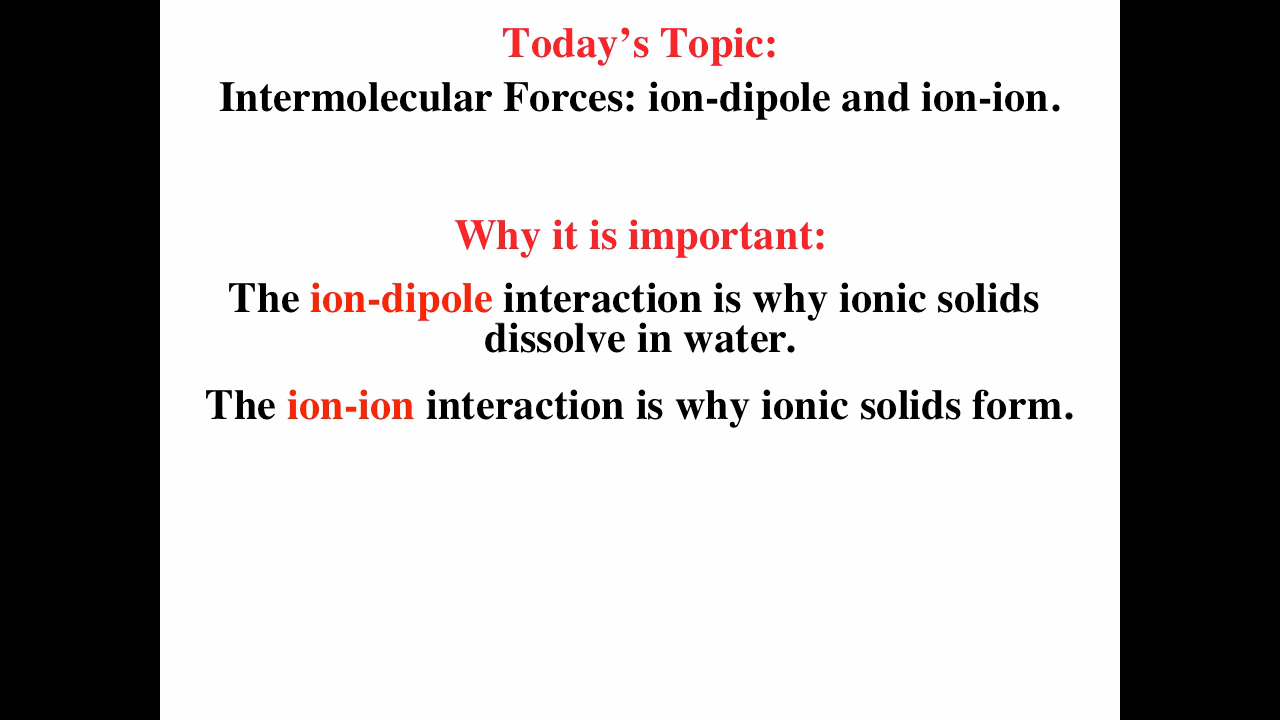 Today’s Topic:
Intermolecular Forces: ion-dipole and ion-ion.
Why it is important:
The ion-dipole interaction is why ionic solids
dissolve in water.
The ion-ion interaction is why ionic solids form.